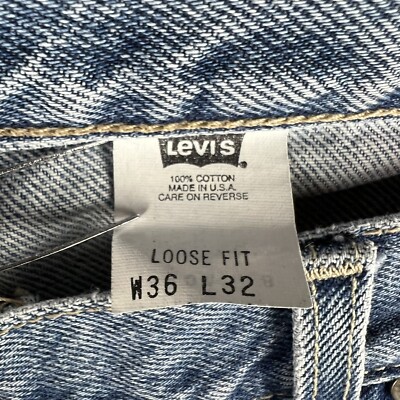 LEVI'S
100% COTTON
MADE IN U.S.A.
CARE ON REVERSE
LOOSE FIT
W36 L32